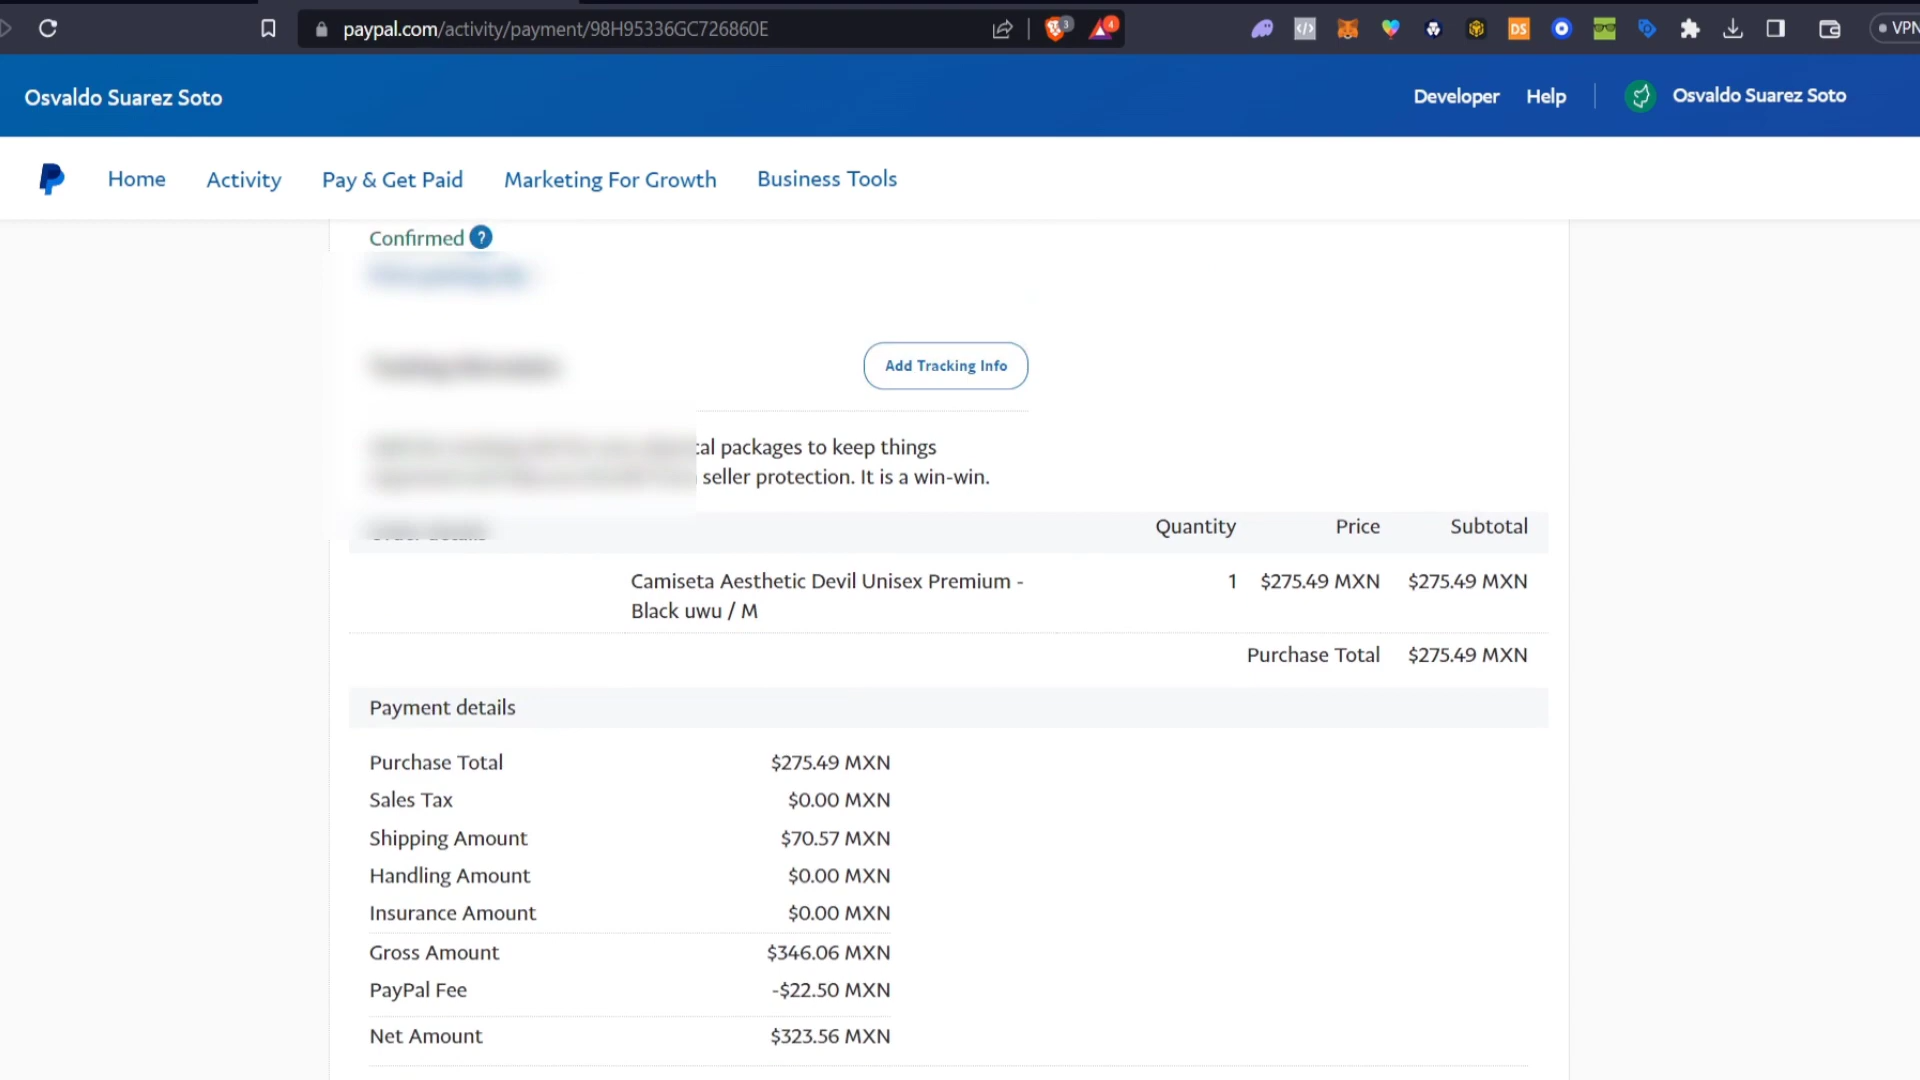 paypal.com/activity/payment/98H95336GC726860E
3
4
DS
VPN
Osvaldo Suarez Soto
Developer
Help
Osvaldo Suarez Soto
Home
Activity
Pay & Get Paid
Marketing For Growth
Business Tools
Confirmed ?
Add Tracking Info
packages to keep things
seller protection. It is a win-win.
Quantity Price Subtotal
Camiseta Aesthetic Devil Unisex Premium - 1 $275.49 MXN $275.49 MXN
Black uwu / M
Purchase Total $275.49 MXN
Payment details
Purchase Total $275.49 MXN
Sales Tax $0.00 MXN
Shipping Amount $70.57 MXN
Handling Amount $0.00 MXN
Insurance Amount $0.00 MXN
Gross Amount $346.06 MXN
PayPal Fee -$22.50 MXN
Net Amount $323.56 MXN